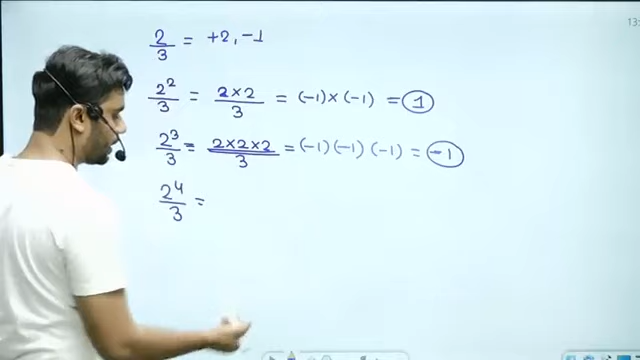 2/3 = +2, -1
2²/3 = 2×2/3 = (-1)×(-1) = 1
2³/3 = 2×2×2/3 = (-1)(-1)(-1) = -1
2⁴/3 =